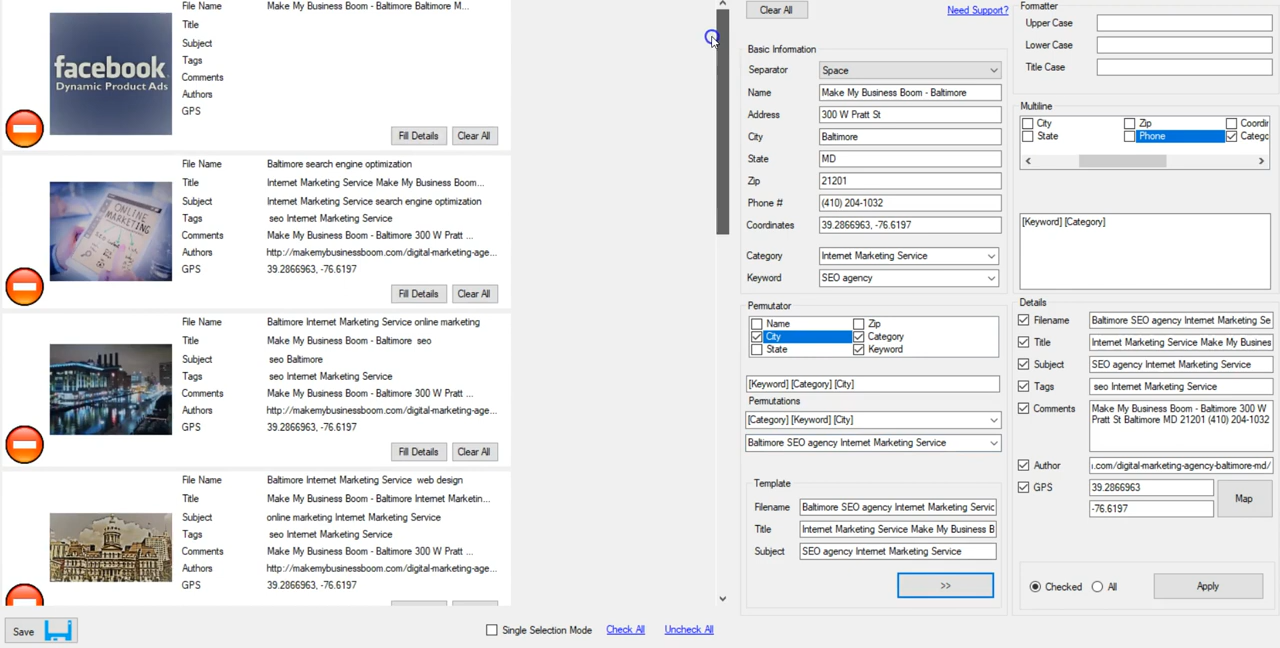 File Name Make My Business Boom - Baltimore Baltimore M...
Title
Subject
Tags
Comments
Authors
GPS
facebook
Dynamic Product Ads
Fill Details Clear All
File Name Baltimore search engine optimization
Title Internet Marketing Service Make My Business Boom...
Subject Internet Marketing Service search engine optimization
Tags seo Internet Marketing Service
Comments Make My Business Boom - Baltimore 300 W Pratt ...
Authors http://makemybusinessboom.com/digital-marketing-age...
GPS 39.2866963, -76.6197
ONLINE
MARKETING
Fill Details Clear All
File Name Baltimore Internet Marketing Service online marketing
Title Make My Business Boom - Baltimore seo
Subject seo Baltimore
Tags seo Internet Marketing Service
Comments Make My Business Boom - Baltimore 300 W Pratt ...
Authors http://makemybusinessboom.com/digital-marketing-age...
GPS 39.2866963, -76.6197
Fill Details Clear All
File Name Baltimore Internet Marketing Service web design
Title Make My Business Boom - Baltimore Internet Marketin...
Subject online marketing Internet Marketing Service
Tags seo Internet Marketing Service
Comments Make My Business Boom - Baltimore 300 W Pratt ...
Authors http://makemybusinessboom.com/digital-marketing-age...
GPS 39.2866963, -76.6197
Save
Single Selection Mode Check All Uncheck All
Clear All Need Support?
Basic Information
Separator Space
Name Make My Business Boom - Baltimore
Address 300 W Pratt St
City Baltimore
State MD
Zip 21201
Phone # (410) 204-1032
Coordinates 39.2866963, -76.6197
Category Internet Marketing Service
Keyword SEO agency
Permutator
Name Zip
City Category
State Keyword
[Keyword] [Category] [City]
Permutations
[Category] [Keyword] [City]
Baltimore SEO agency Internet Marketing Service
Template
Filename Baltimore SEO agency Internet Marketing Servic
Title Internet Marketing Service Make My Business B
Subject SEO agency Internet Marketing Service
>>
Formatter
Upper Case
Lower Case
Title Case
Multiline
City Zip Coordir
State Phone Categc
[Keyword] [Category]
Details
Filename Baltimore SEO agency Internet Marketing Se
Title Internet Marketing Service Make My Busines
Subject SEO agency Internet Marketing Service
Tags seo Internet Marketing Service
Comments Make My Business Boom - Baltimore 300 W
Pratt St Baltimore MD 21201 (410) 204-1032
Author ı.com/digital-marketing-agency-baltimore-md/
GPS 39.2866963
-76.6197
Map
Checked All Apply